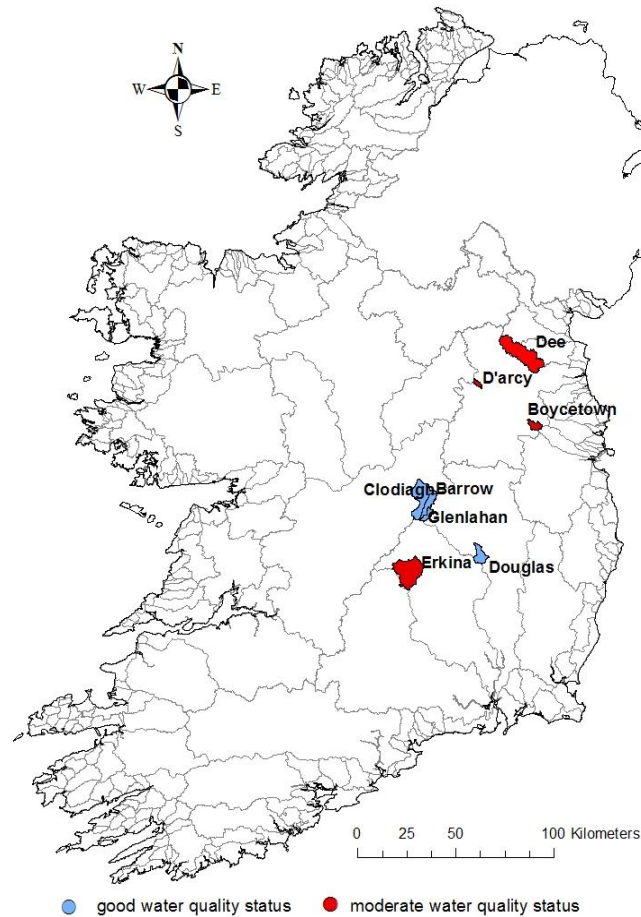 N
W E
S
Dee
D'arcy
Boycetown
Clodiagh Barrow
Glenlahan
Erkina
Douglas
0 25 50 100 Kilometers
good water quality status moderate water quality status